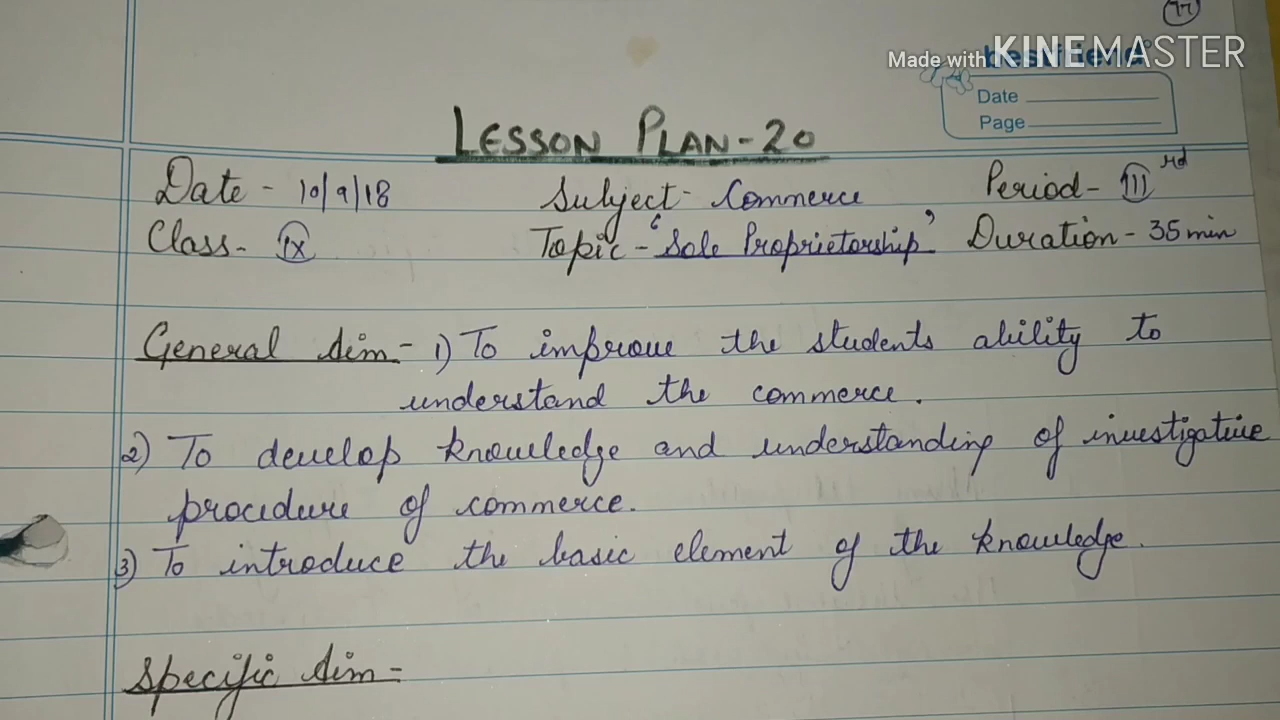 77
Made with KINEMASTER
bestfriend
Date
Page
LESSON PLAN-20
Date - 10/9/18 Subject- Commerce Period- III rd
Class- IX Topic- 'Sole Proprietorship' Duration - 35 min
General Aim- 1) To improve the students ability to
understand the commerce.
2) To develop knowledge and understanding of investigative
procedure of commerce.
3) To introduce the basic element of the knowledge.
Specific Aim-